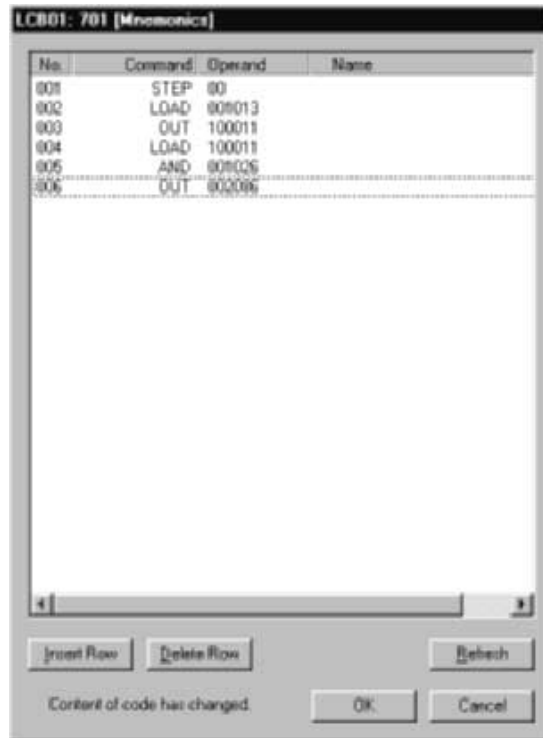 LCB01: 701 [Mnemonics]
No. Command Operand Name
001 STEP 00
002 LOAD 001013
003 OUT 100011
004 LOAD 100011
005 AND 001026
006 OUT 002086
Insert Row Delete Row Refresh
Content of code has changed. OK Cancel